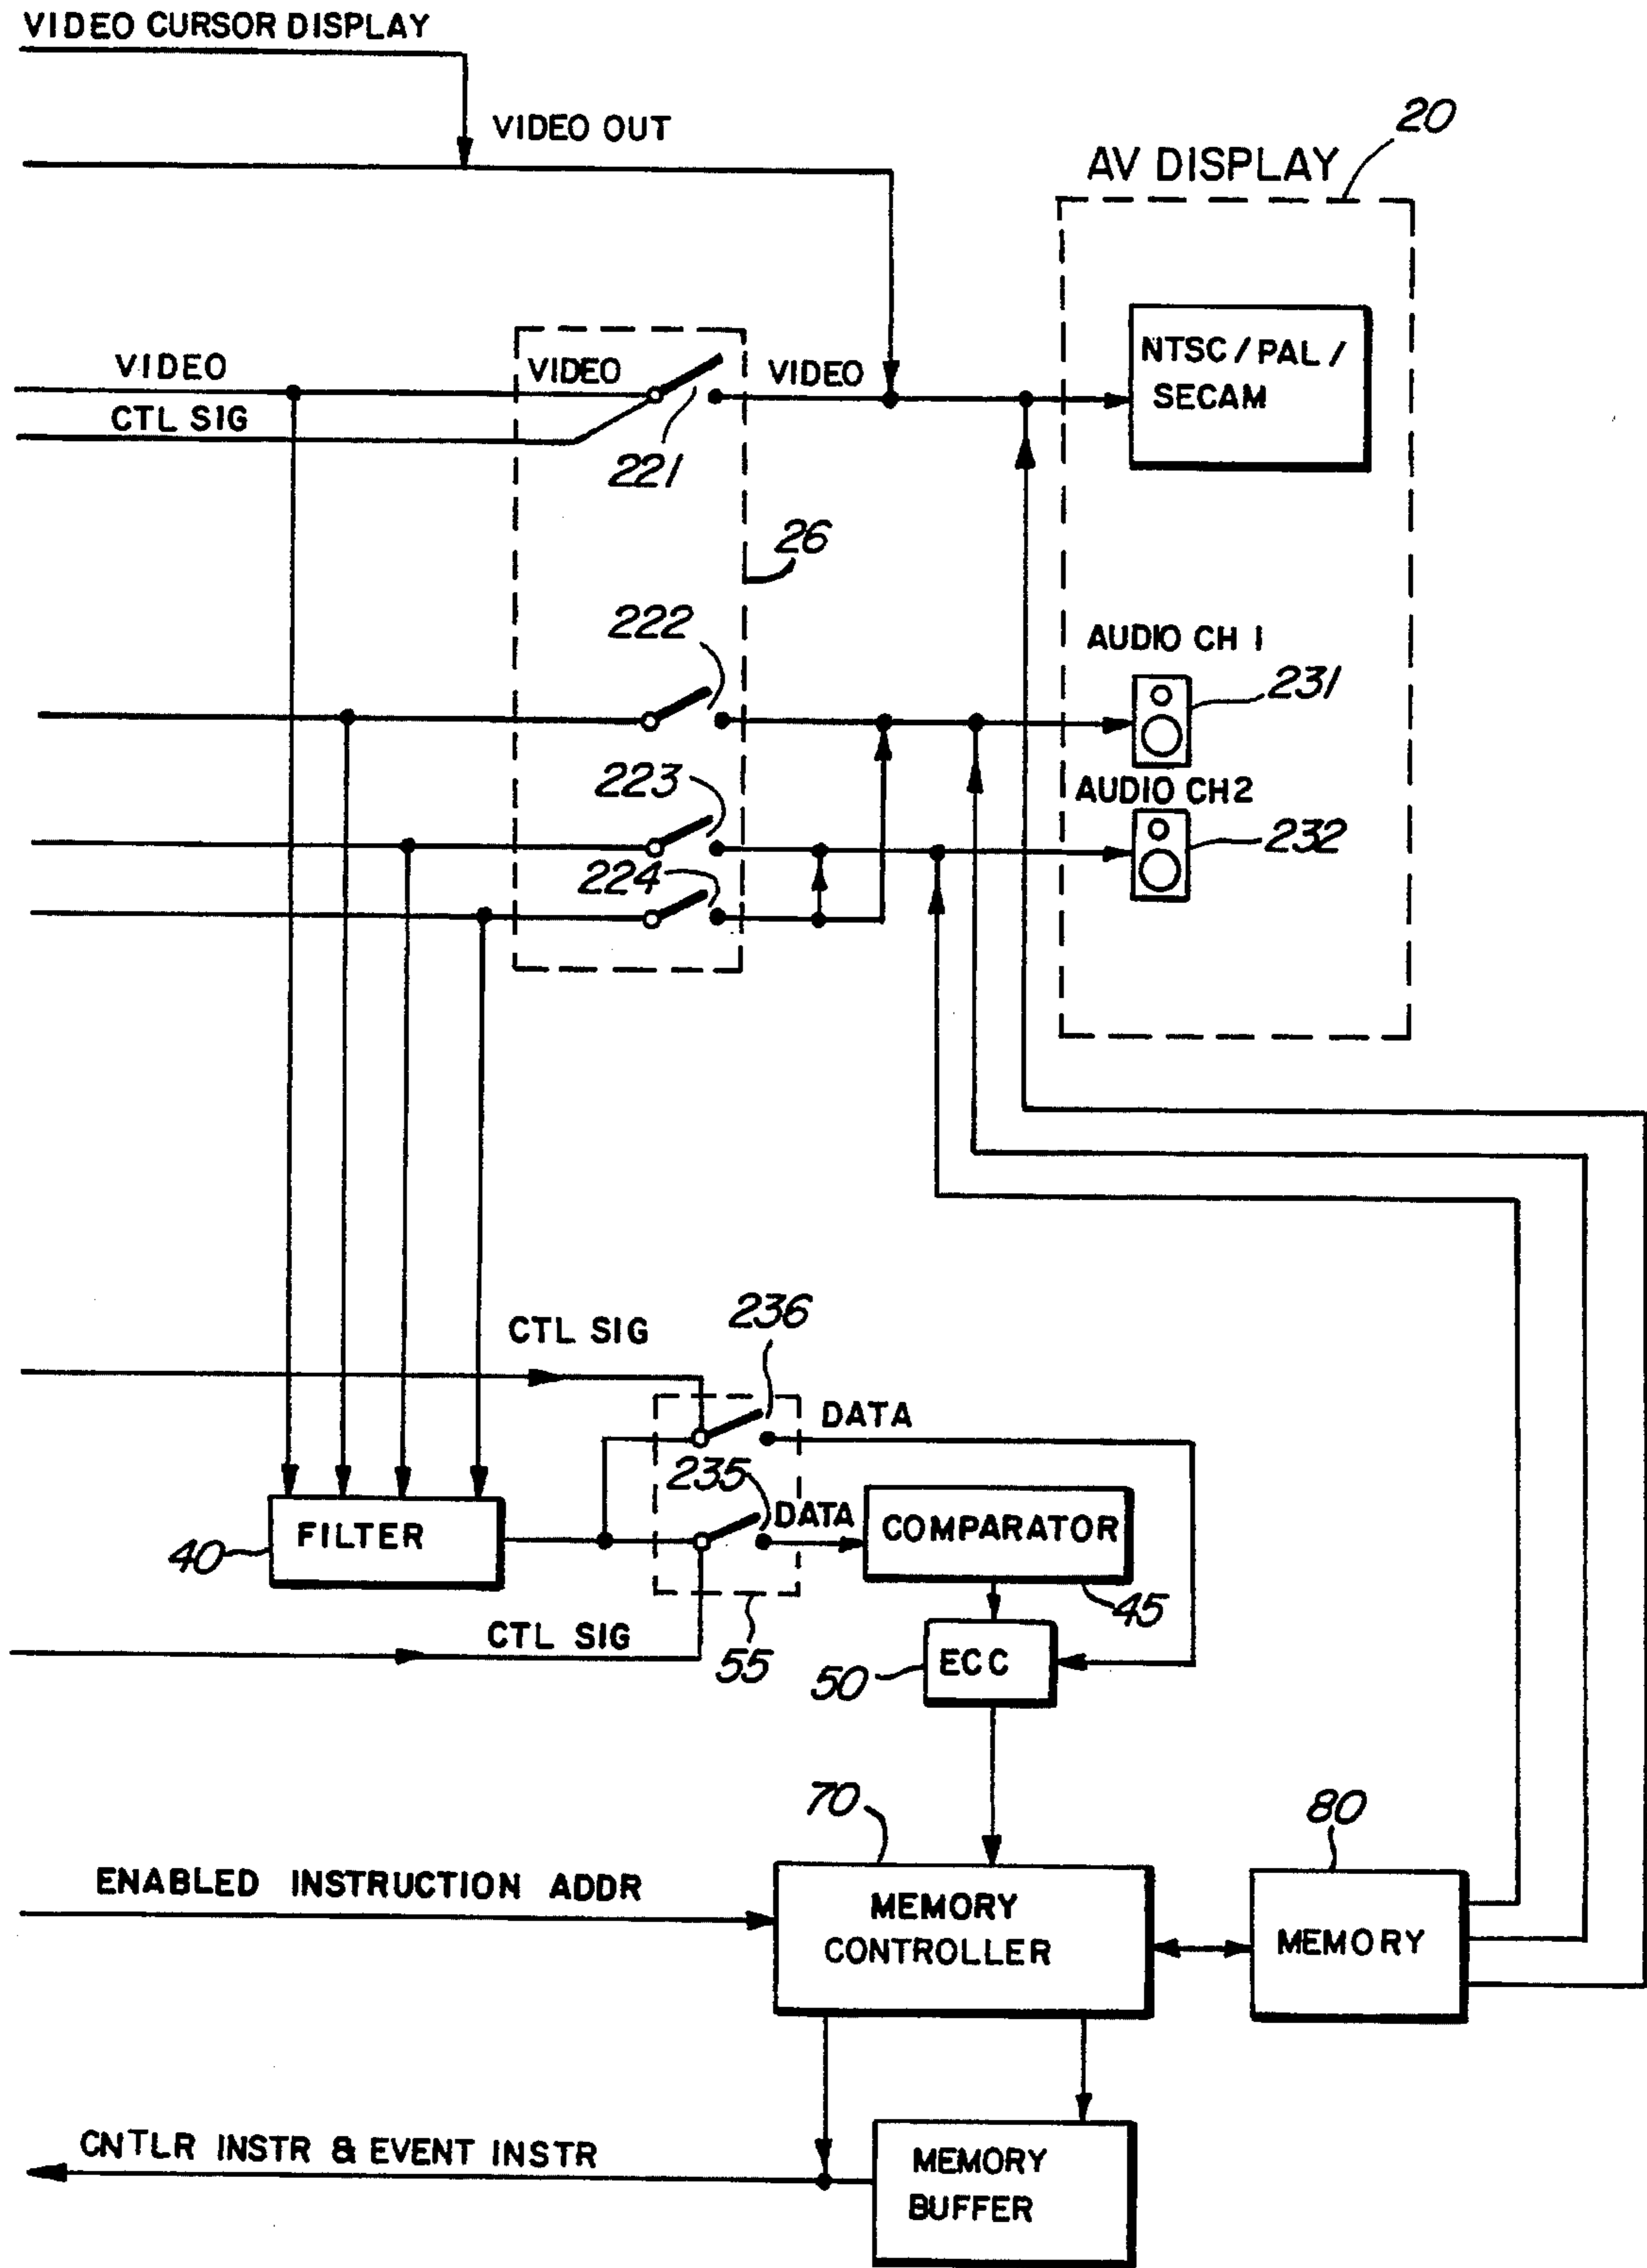 VIDEO CURSOR DISPLAY
VIDEO OUT
20
AV DISPLAY
NTSC / PAL /
SECAM
VIDEO
VIDEO
VIDEO
CTL SIG
221
26
222
AUDIO CH 1
231
223
AUDIO CH2
232
224
236
CTL SIG
DATA
235
DATA
COMPARATOR
FILTER
40
45
CTL SIG
55
50
ECC
70
80
ENABLED INSTRUCTION ADDR
MEMORY
CONTROLLER
MEMORY
CNTLR INSTR & EVENT INSTR
MEMORY
BUFFER